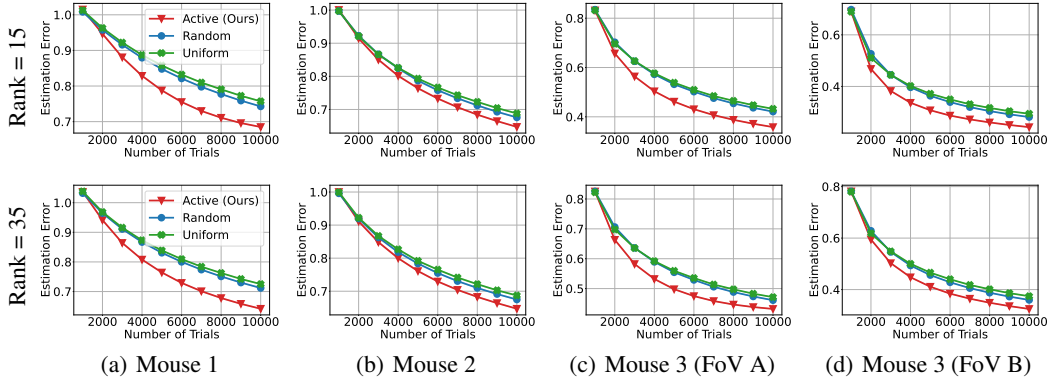 Rank = 15
Estimation Error
1.0
0.9
0.8
0.7
Active (Ours)
Random
Uniform
2000 4000 6000 8000 10000
Number of Trials
Estimation Error
1.0
0.9
0.8
0.7
2000 4000 6000 8000 10000
Number of Trials
Estimation Error
0.8
0.6
0.4
2000 4000 6000 8000 10000
Number of Trials
Estimation Error
0.6
0.4
2000 4000 6000 8000 10000
Number of Trials
Rank = 35
Estimation Error
1.0
0.9
0.8
0.7
Active (Ours)
Random
Uniform
2000 4000 6000 8000 10000
Number of Trials
Estimation Error
1.0
0.9
0.8
0.7
2000 4000 6000 8000 10000
Number of Trials
Estimation Error
0.8
0.7
0.6
0.5
2000 4000 6000 8000 10000
Number of Trials
Estimation Error
0.8
0.6
0.4
2000 4000 6000 8000 10000
Number of Trials
(a) Mouse 1
(b) Mouse 2
(c) Mouse 3 (FoV A)
(d) Mouse 3 (FoV B)